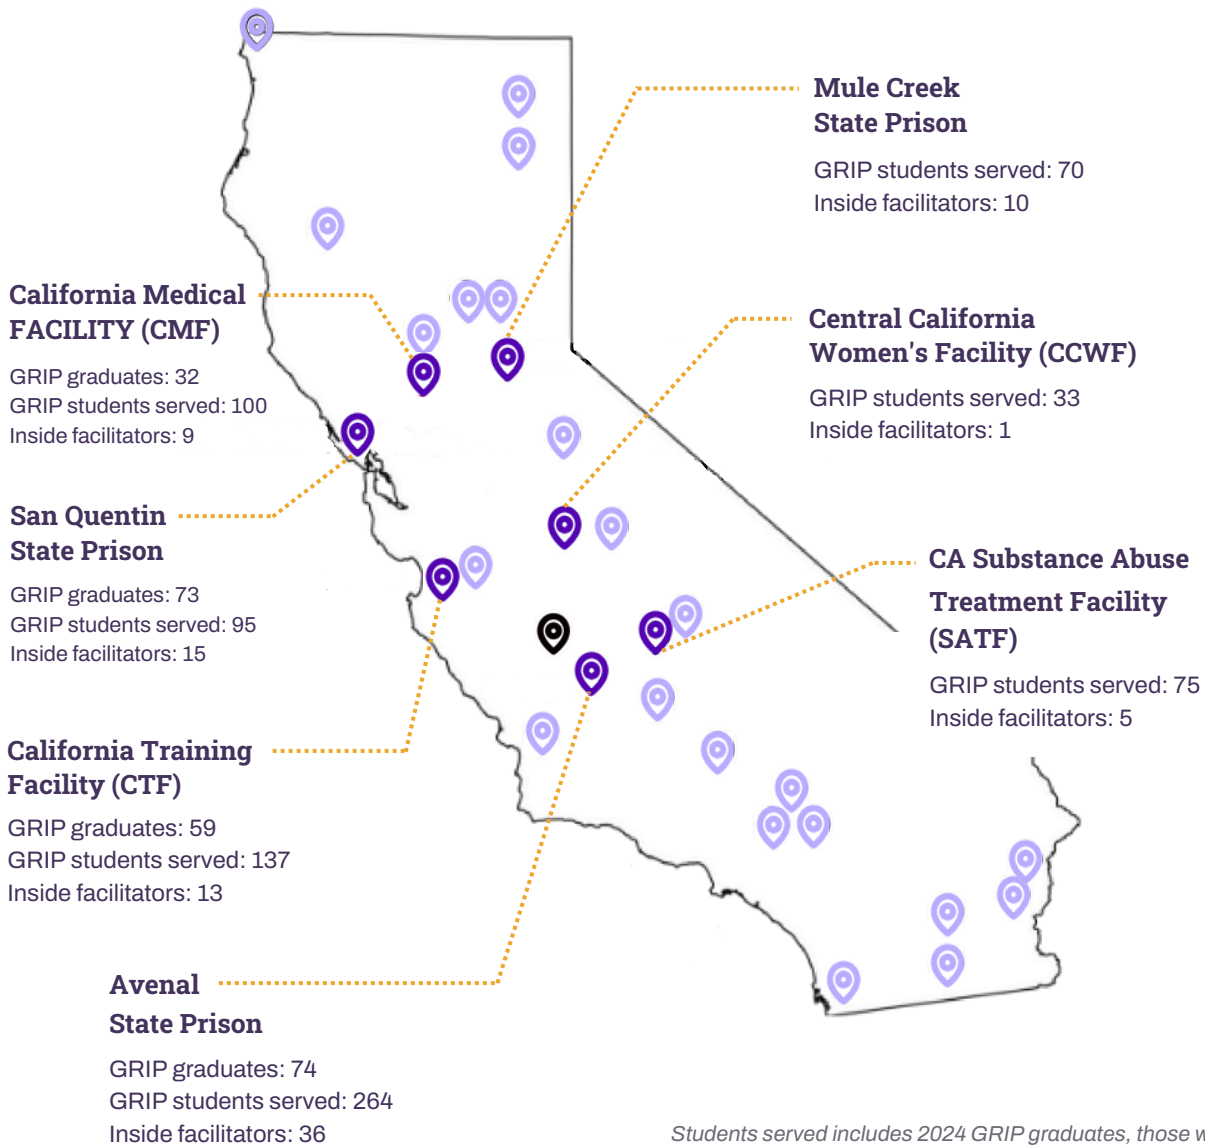 Mule Creek
State Prison
GRIP students served: 70
Inside facilitators: 10
California Medical
FACILITY (CMF)
GRIP graduates: 32
GRIP students served: 100
Inside facilitators: 9
Central California
Women's Facility (CCWF)
GRIP students served: 33
Inside facilitators: 1
San Quentin
State Prison
GRIP graduates: 73
GRIP students served: 95
Inside facilitators: 15
CA Substance Abuse
Treatment Facility
(SATF)
GRIP students served: 75
Inside facilitators: 5
California Training
Facility (CTF)
GRIP graduates: 59
GRIP students served: 137
Inside facilitators: 13
Avenal
State Prison
GRIP graduates: 74
GRIP students served: 264
Inside facilitators: 36
Students served includes 2024 GRIP graduates, those